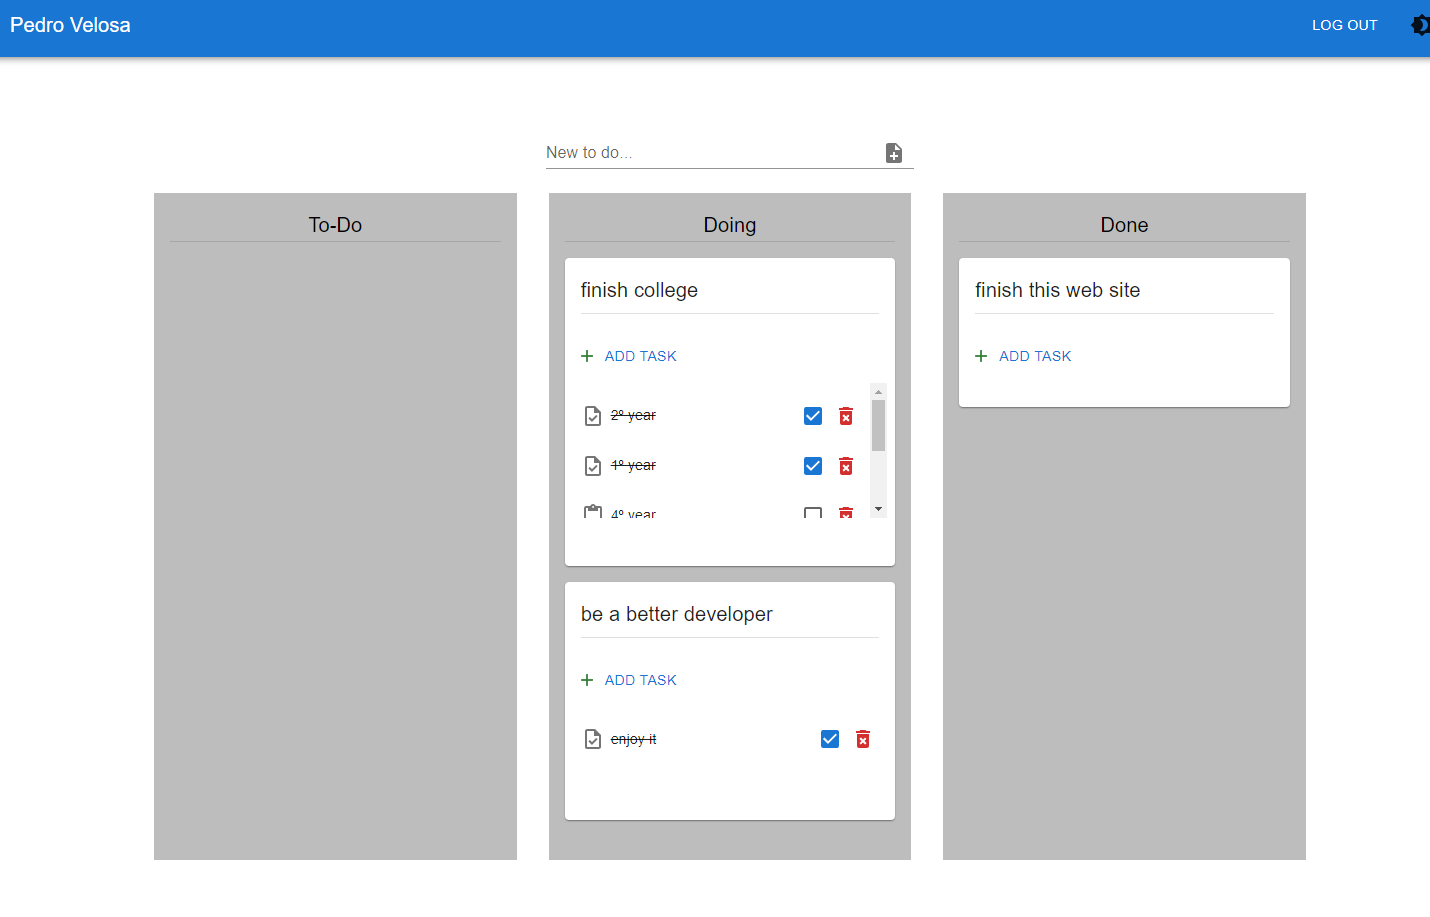 Pedro Velosa
LOG OUT
New to do...
To-Do
Doing
finish college
+ ADD TASK
2º year
1º year
4º year
be a better developer
+ ADD TASK
enjoy it
Done
finish this web site
+ ADD TASK